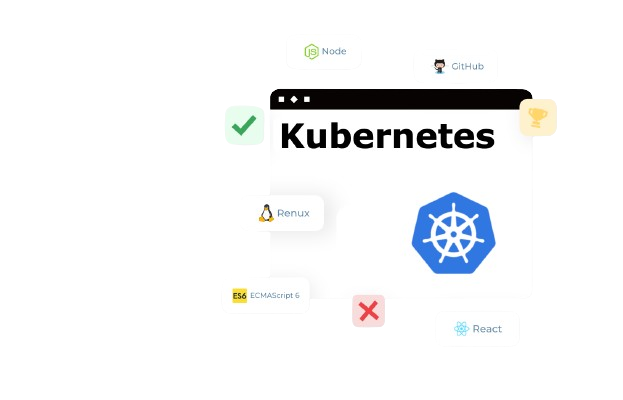 Node
GitHub
Kubernetes
Renux
ES6 ECMAScript 6
React